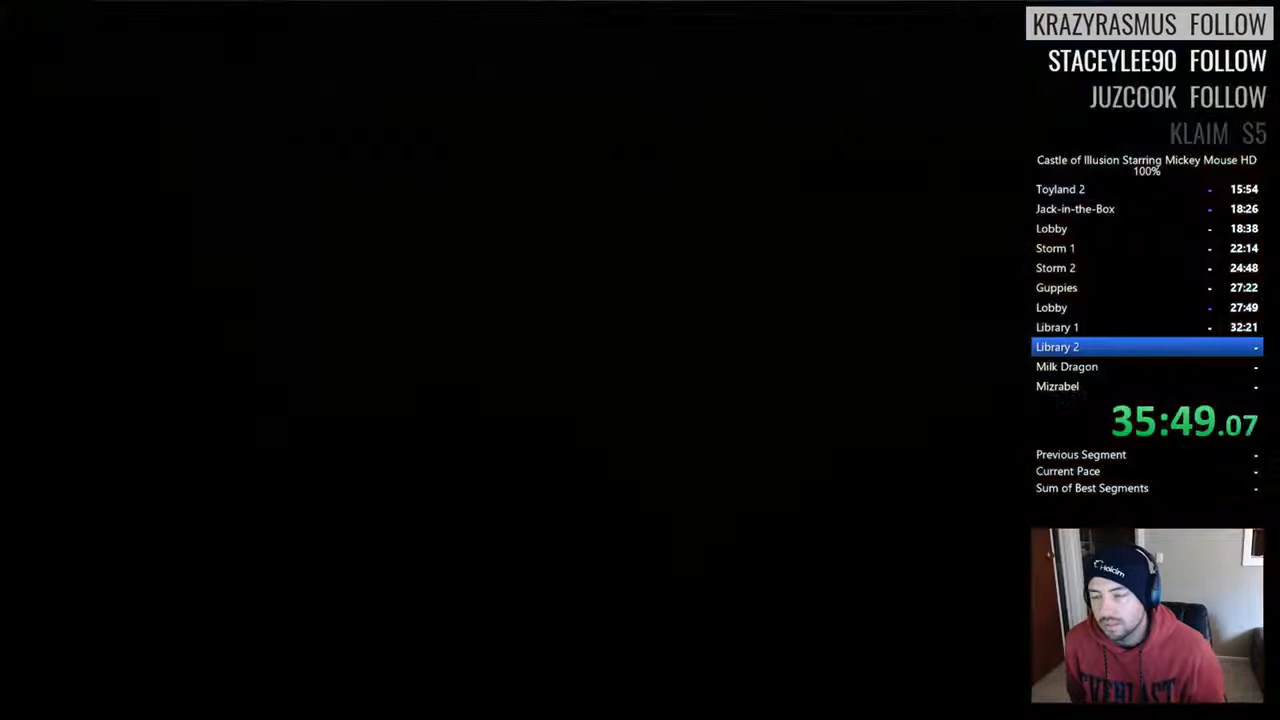 KRAZYRASMUS FOLLOW
STACEYLEE90 FOLLOW
JUZCOOK FOLLOW
KLAIM $5
Castle of Illusion Starring Mickey Mouse HD
100%
Toyland 2 - 15:54
Jack-in-the-Box - 18:26
Lobby - 18:38
Storm 1 - 22:14
Storm 2 - 24:48
Guppies - 27:22
Lobby - 27:49
Library 1 - 32:21
Library 2 -
Milk Dragon -
Mizrabel -
35:49.07
Previous Segment -
Current Pace -
Sum of Best Segments -
Holcim
EVERLAST